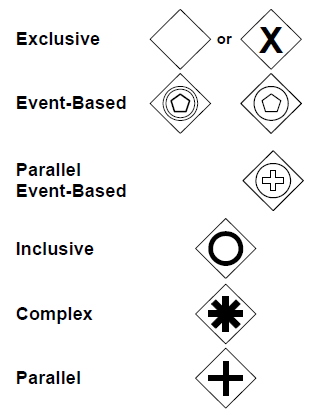 Exclusive or X
Event-Based
Parallel
Event-Based
Inclusive
Complex
Parallel